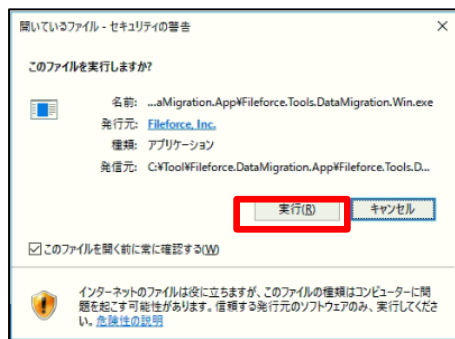 開いているファイル - セキュリティの警告
このファイルを実行しますか?
名前: ...aMigration.App¥Fileforce.Tools.DataMigration.Win.exe
発行元: Fileforce, Inc.
種類: アプリケーション
発信元: C:¥Tool¥Fileforce.DataMigration.App¥Fileforce.Tools.D...
実行(R) キャンセル
このファイルを開く前に常に確認する(W)
インターネットのファイルは役に立ちますが、このファイルの種類はコンピューターに問
題を起こす可能性があります。信頼する発行元のソフトウェアのみ、実行してくださ
い。危険性の説明